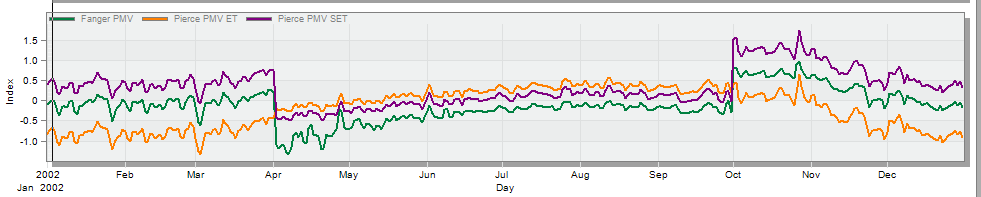 Fanger PMV Pierce PMV ET Pierce PMV SET
Index
1.5
1.0
0.5
0
-0.5
-1.0
2002 Feb Mar Apr May Jun Jul Aug Sep Oct Nov Dec
Jan 2002 Day